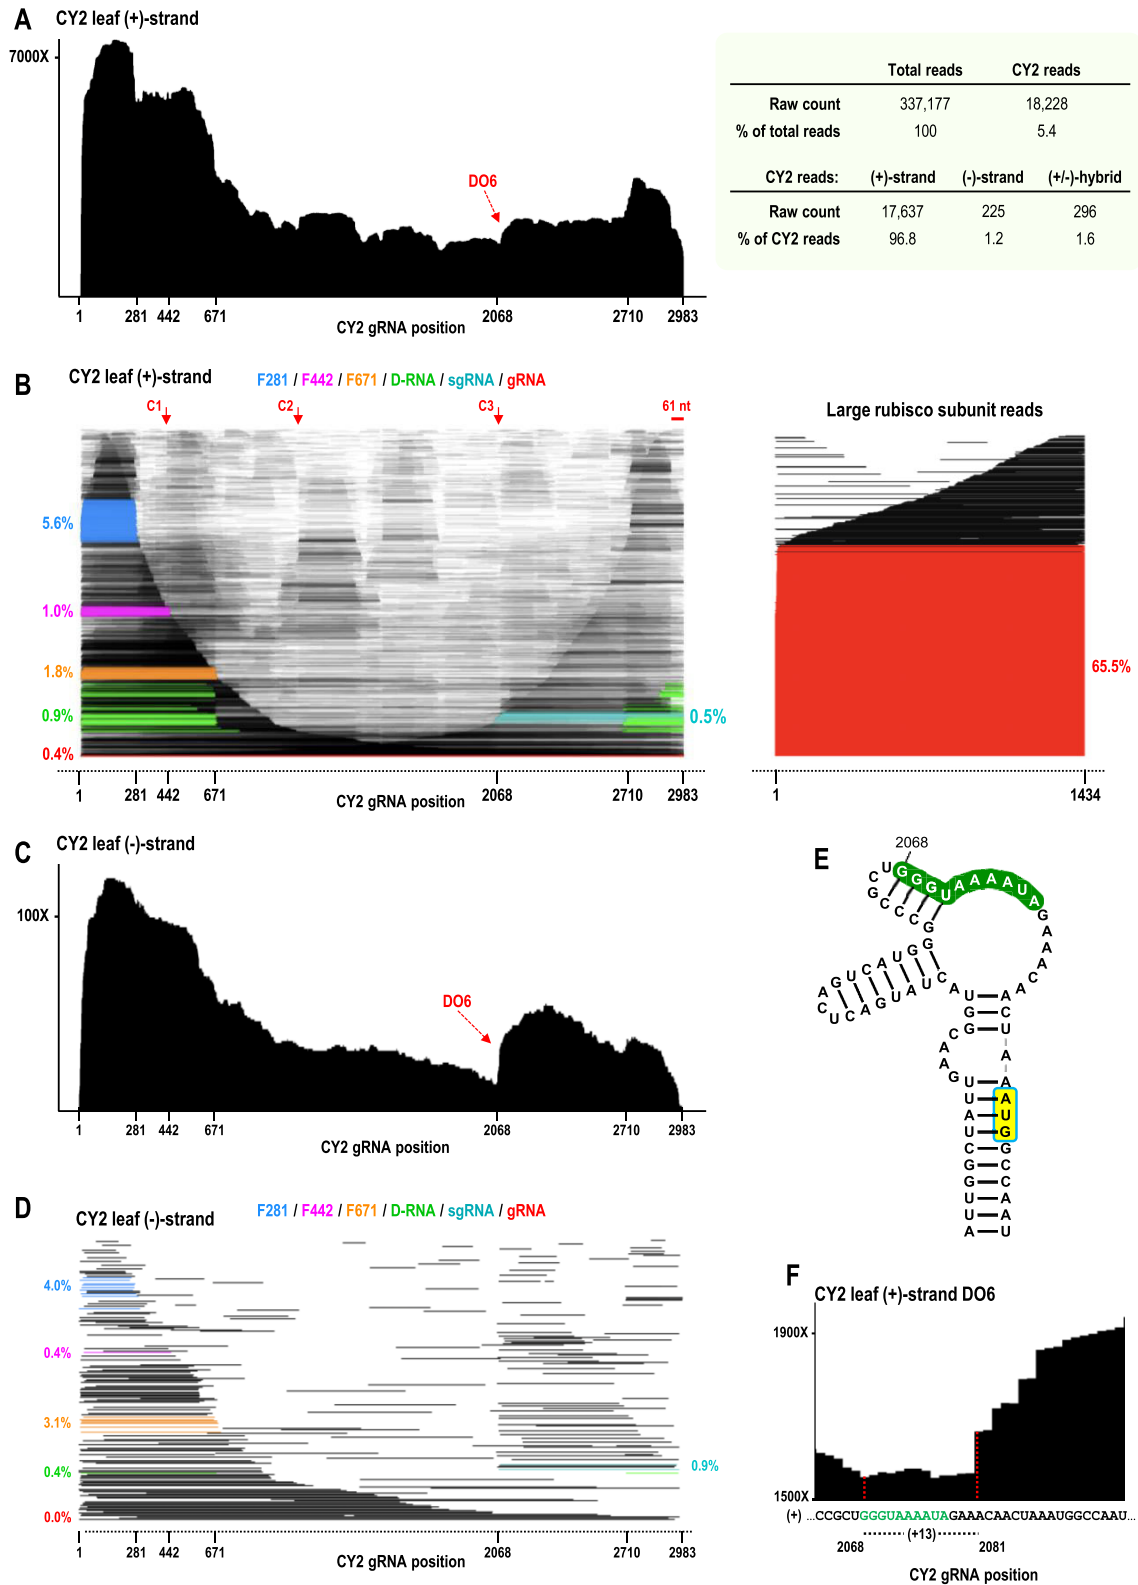 A
CY2 leaf (+)-strand
7000X
DO6
1 281 442 671 2068 2710 2983
CY2 gRNA position
Total reads CY2 reads
Raw count 337,177 18,228
% of total reads 100 5.4
CY2 reads: (+)-strand (-)-strand (+/-)-hybrid
Raw count 17,637 225 296
% of CY2 reads 96.8 1.2 1.6
B
CY2 leaf (+)-strand
F281 / F442 / F671 / D-RNA / sgRNA / gRNA
C1 C2 C3 61 nt
5.6%
1.0%
1.8%
0.9%
0.5%
0.4%
1 281 442 671 2068 2710 2983
CY2 gRNA position
Large rubisco subunit reads
65.5%
1 1434
C
CY2 leaf (-)-strand
100X
DO6
1 281 442 671 2068 2710 2983
CY2 gRNA position
D
CY2 leaf (-)-strand
F281 / F442 / F671 / D-RNA / sgRNA / gRNA
4.0%
0.4%
3.1%
0.4%
0.9%
0.0%
1 281 442 671 2068 2710 2983
CY2 gRNA position
E
2068
GGGUAAAAUA
GAAACAACUAAAUGGCCAAU
F
CY2 leaf (+)-strand DO6
1900X
1500X
(+) ...CCGCUGGGUAAAAUAGAAACAACUAAAUGGCCAAU...
(+13)
2068 2081
CY2 gRNA position